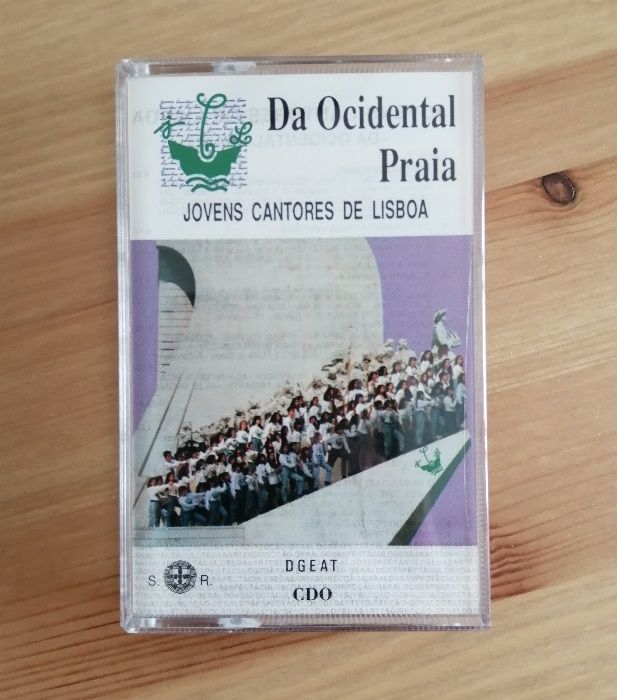 Da Ocidental
Praia
JOVENS CANTORES DE LISBOA
DGEAT
S. R.
CDO